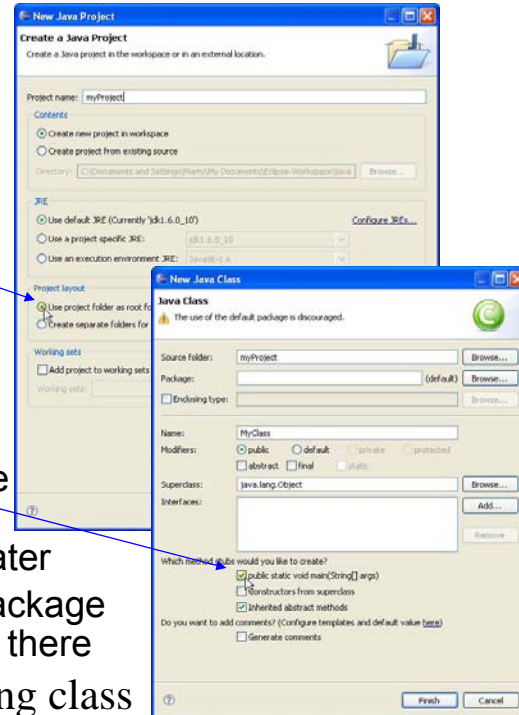 New Java Project
Create a Java Project
Create a Java project in the workspace or in an external location.
Project name: myProject
Contents
Create new project in workspace
Create project from existing source
Directory: C:\Documents and Settings\Marty\My Documents\Eclipse-Workspace\java Browse...
JRE
Use default JRE (Currently 'jdk1.6.0_10') Configure JREs...
Use a project specific JRE: jdk1.6.0_10
Use an execution environment JRE: JavaSE-1.6
Project layout
Use project folder as root fo
Create separate folders for
Working sets
Add project to working sets
Working sets:
New Java Class
Java Class
The use of the default package is discouraged.
Source folder: myProject Browse...
Package: (default) Browse...
Enclosing type: Browse...
Name: MyClass
Modifiers: public default private protected
abstract final static
Superclass: java.lang.Object Browse...
Interfaces: Add...
Remove
Which method stubs would you like to create?
public static void main(String[] args)
Constructors from superclass
Inherited abstract methods
Do you want to add comments? (Configure templates and default value here)
Generate comments
Finish Cancel
e
ater
ackage
there
ng class